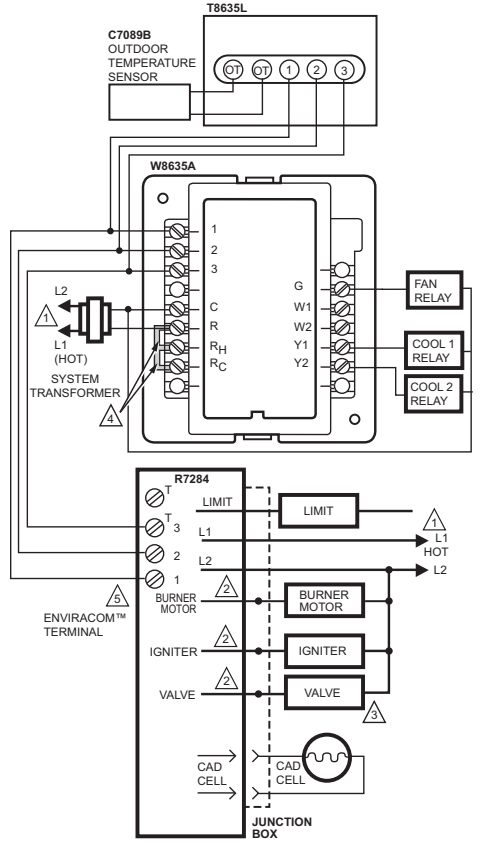 T8635L
C7089B
OUTDOOR
TEMPERATURE
SENSOR
OT OT 1 2 3
W8635A
1
2
3
C
R
RH
RC
G
W1
W2
Y1
Y2
FAN
RELAY
COOL 1
RELAY
COOL 2
RELAY
L2
1
L1
(HOT)
SYSTEM
TRANSFORMER
4
R7284
T
T
3
2
1
5
ENVIRACOM™
TERMINAL
LIMIT
LIMIT
L1
1
L1
HOT
L2
L2
BURNER
MOTOR
2
BURNER
MOTOR
IGNITER
2
IGNITER
VALVE
2
VALVE
3
CAD
CELL
CAD
CELL
JUNCTION
BOX